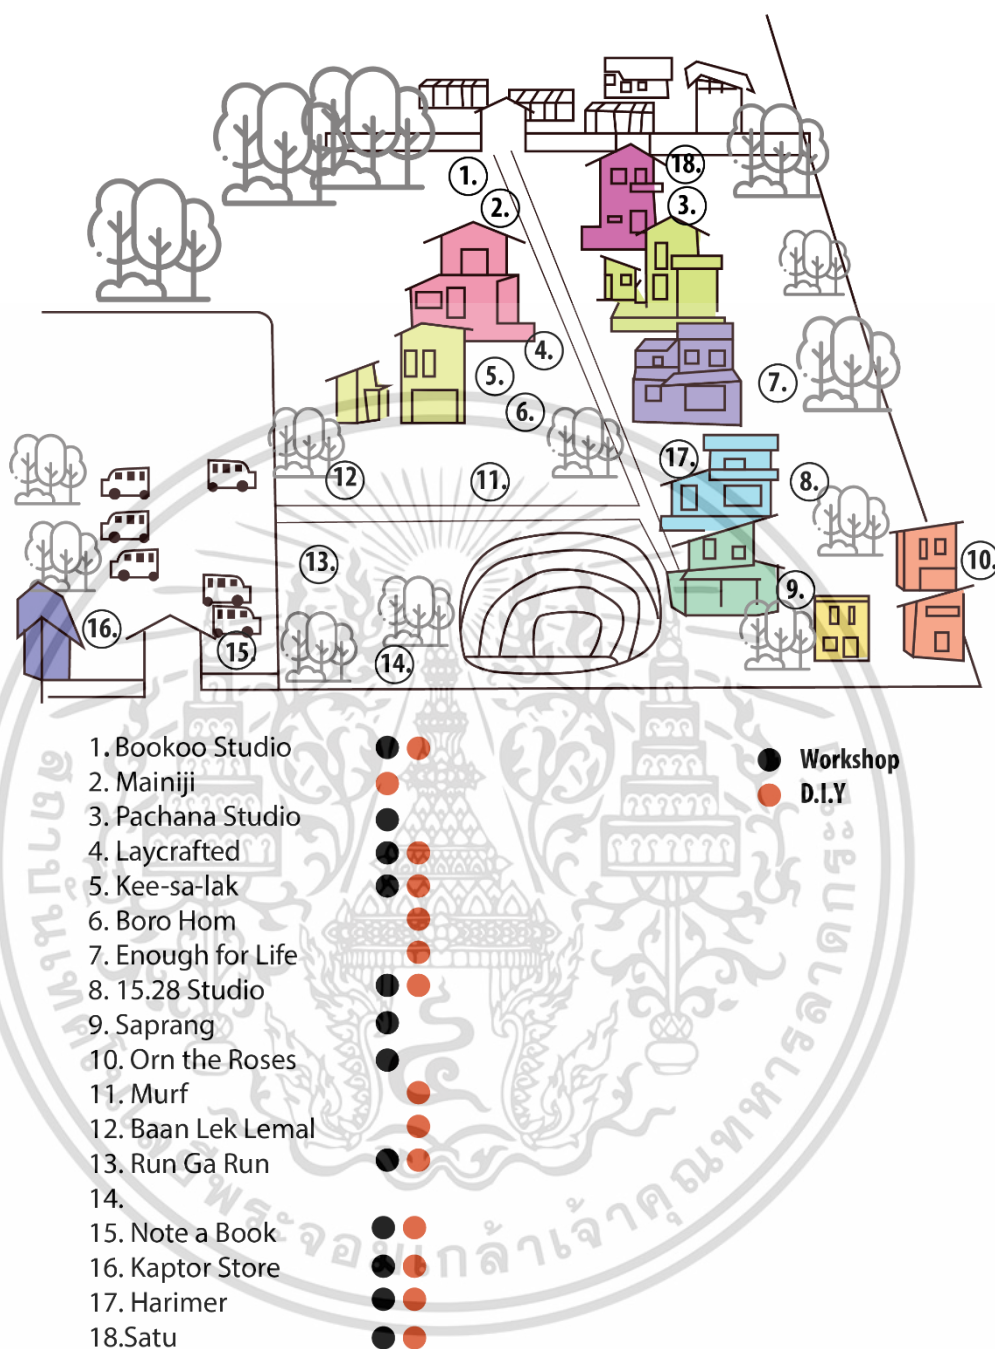 1.
18.
2.
3.
4.
5.
7.
6.
17.
12
11.
8.
13.
10.
9.
16.
15.
14.
1. Bookoo Studio
2. Mainiji
3. Pachana Studio
4. Laycrafted
5. Kee-sa-lak
6. Boro Hom
7. Enough for Life
8. 15.28 Studio
9. Saprang
10. Orn the Roses
11. Murf
12. Baan Lek Lemal
13. Run Ga Run
14.
15. Note a Book
16. Kaptor Store
17. Harimer
18.Satu
Workshop
D.I.Y